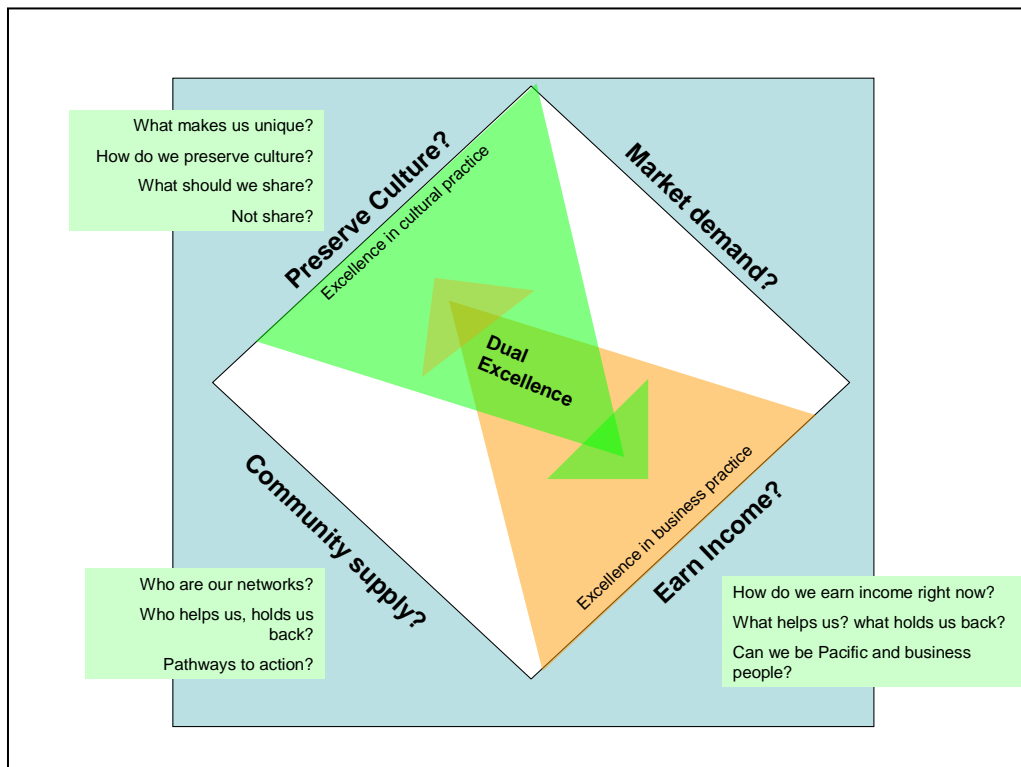 What makes us unique?
How do we preserve culture?
What should we share?
Not share?
Preserve Culture?
Excellence in cultural practice
Market demand?
Dual
Excellence
Community supply?
Excellence in business practice
Earn Income?
Who are our networks?
Who helps us, holds us
back?
Pathways to action?
How do we earn income right now?
What helps us? what holds us back?
Can we be Pacific and business
people?